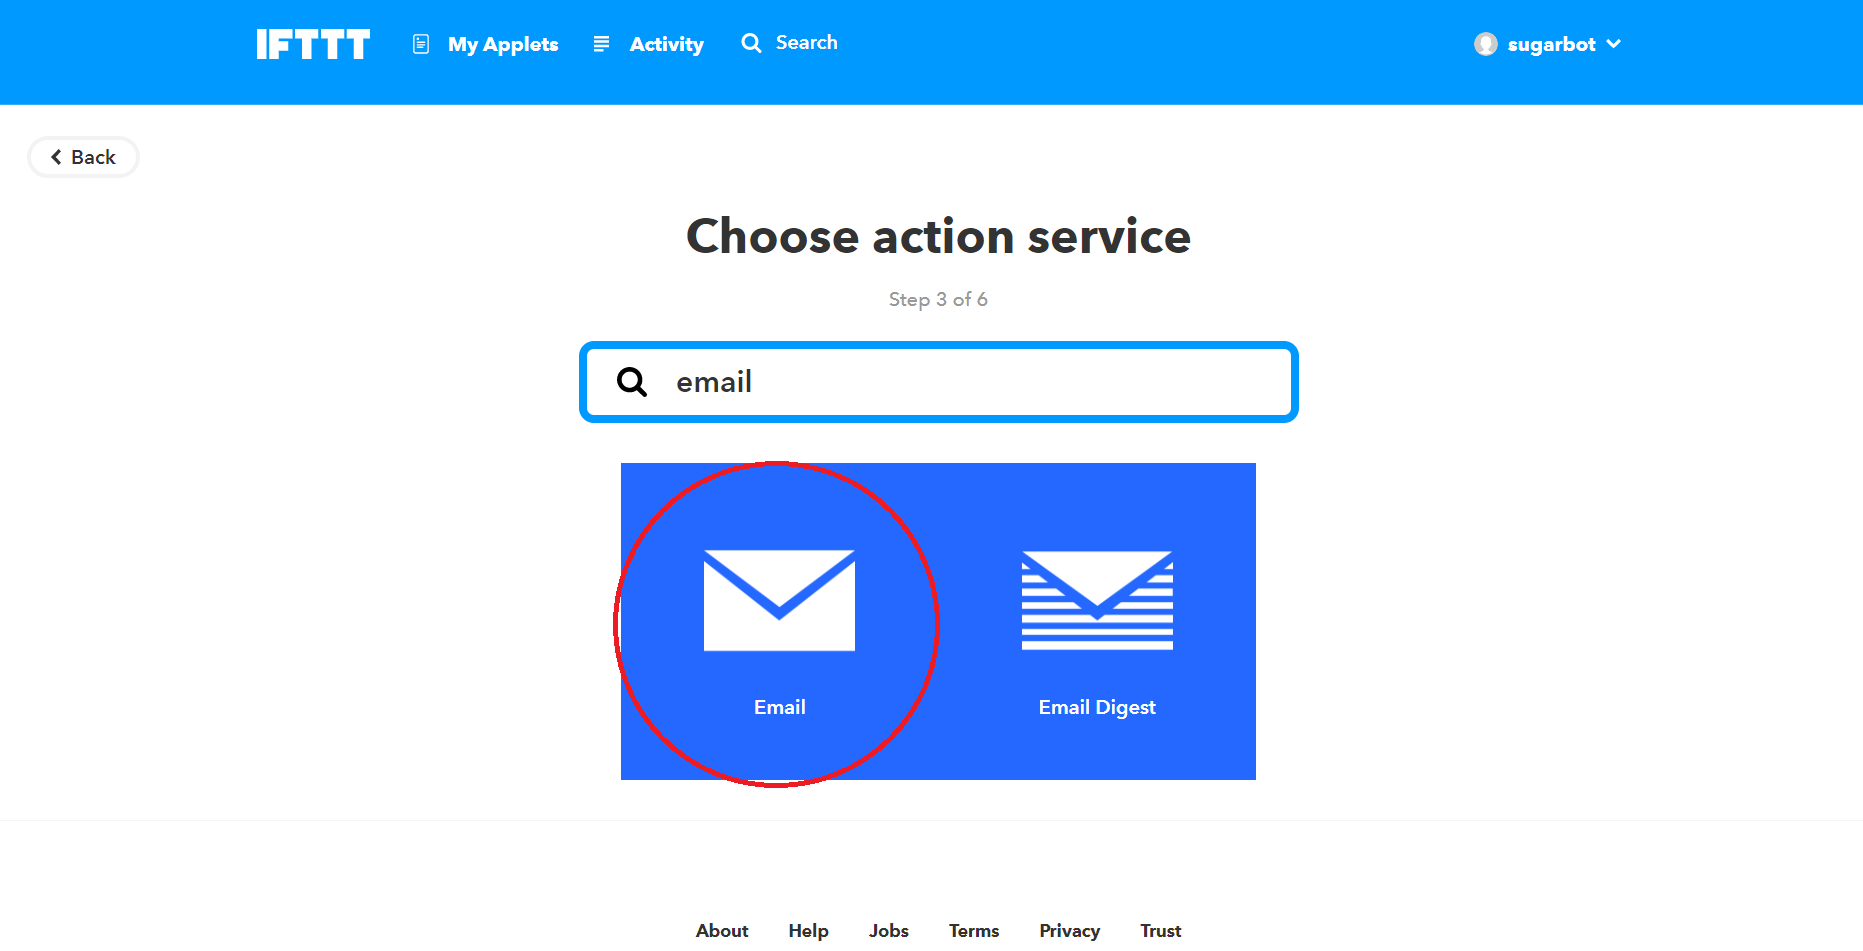 IFTTT My Applets Activity Search sugarbot
Back
Choose action service
Step 3 of 6
email
Email Email Digest
About Help Jobs Terms Privacy Trust